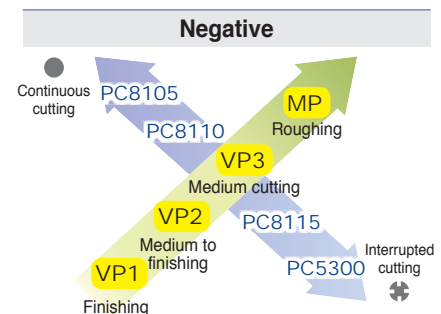 Negative
Continuous
cutting
PC8105
PC8110
MP
Roughing
VP3
Medium cutting
VP2
Medium to
finishing
PC8115
PC5300
Interrupted
cutting
VP1
Finishing